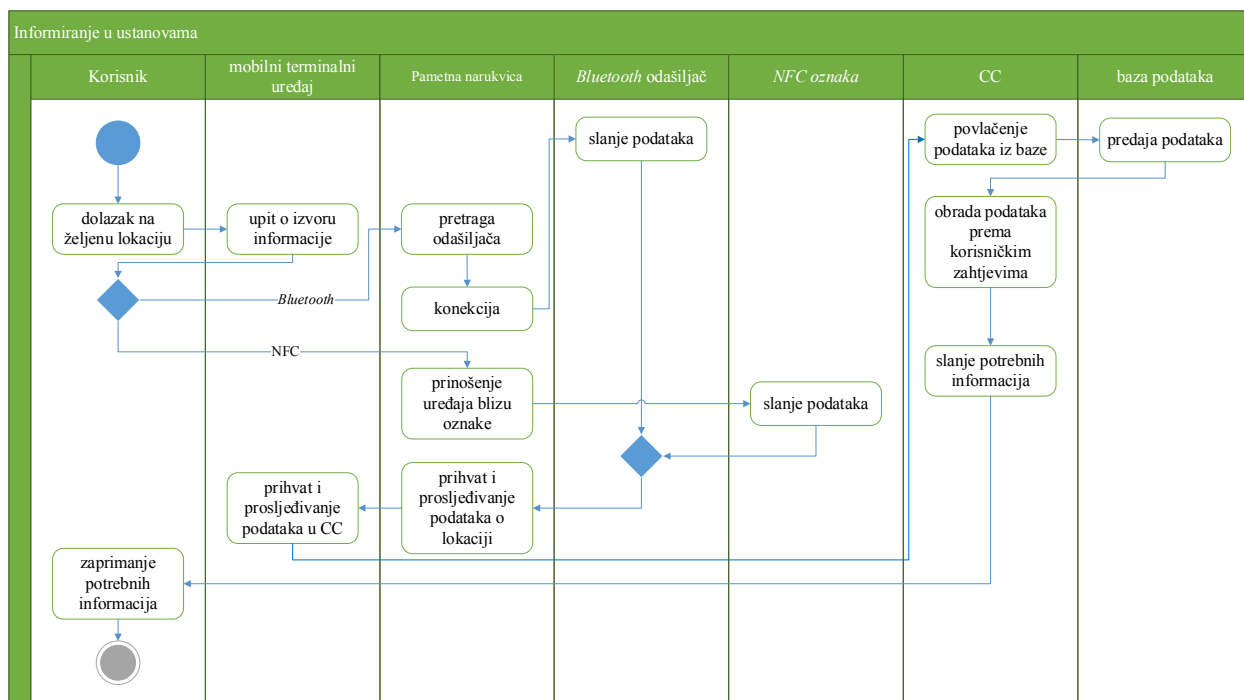 Informiranje u ustanovama
Korisnik
mobilni terminalni
uređaj
Pametna narukvica
Bluetooth odašiljač
NFC oznaka
CC
baza podataka
slanje podataka
povlačenje
podataka iz baze
predaja podataka
dolazak na
željenu lokaciju
upit o izvoru
informacije
pretraga
odašiljača
obrada podataka
prema
korisničkim
zahtjevima
Bluetooth
konekcija
NFC
prinošenje
uređaja blizu
oznake
slanje podataka
slanje potrebnih
informacija
prihvat i
prosljeđivanje
podataka u CC
prihvat i
prosljeđivanje
podataka o
lokaciji
zaprimanje
potrebnih
informacija